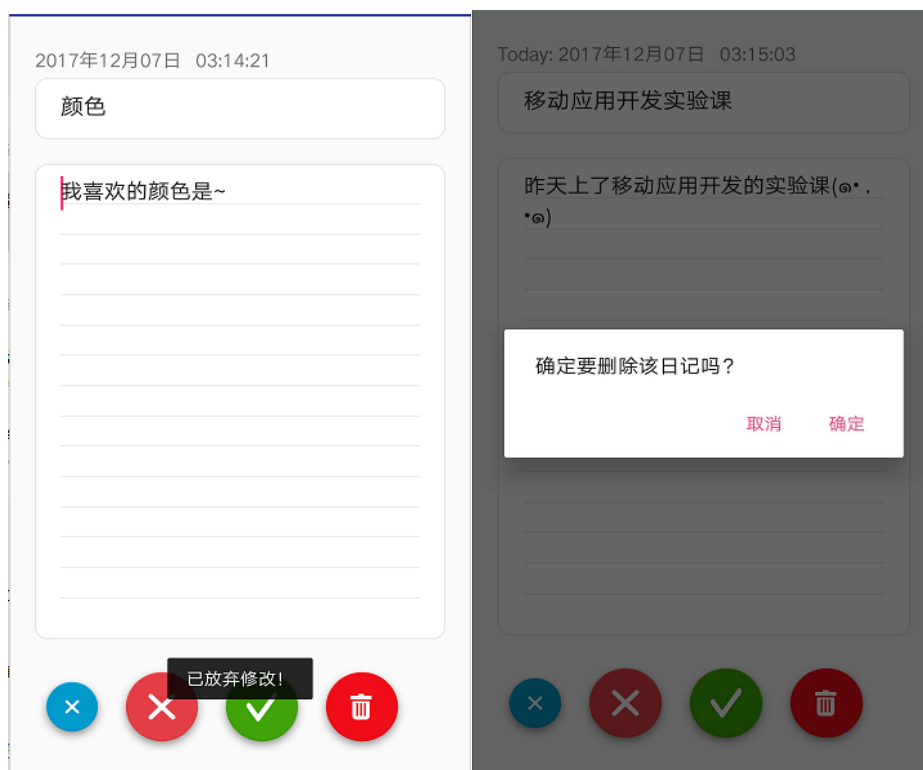 2017年12月07日 03:14:21
颜色
我喜欢的颜色是~
已放弃修改!
Today: 2017年12月07日 03:15:03
移动应用开发实验课
昨天上了移动应用开发的实验课(๑• .
•๑)
确定要删除该日记吗?
取消 确定